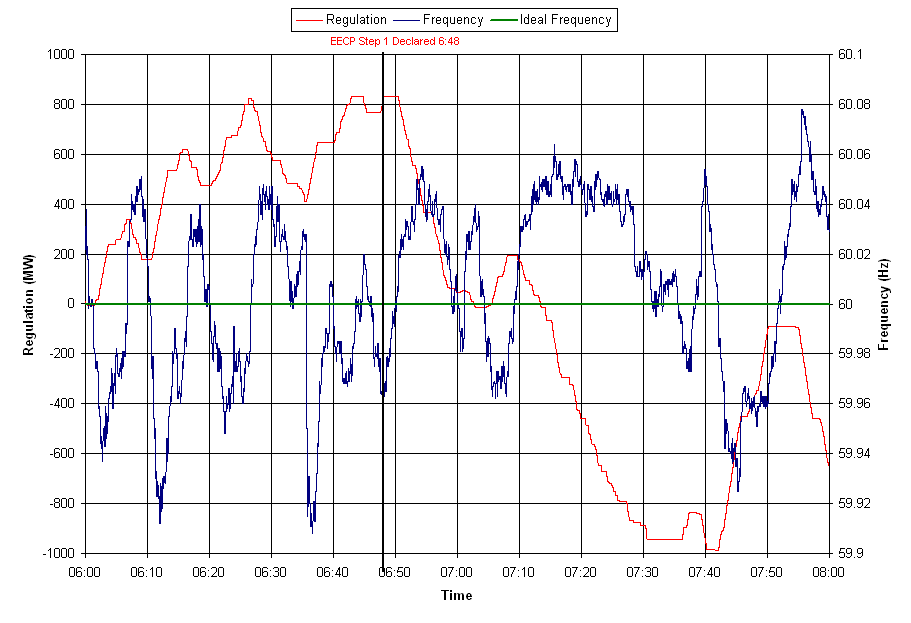 Regulation Frequency Ideal Frequency
EECP Step 1 Declared 6:48
1000 60.1
800 60.08
600 60.06
400 60.04
200 60.02
0 60
-200 59.98
-400 59.96
-600 59.94
-800 59.92
-1000 59.9
Regulation (MW)
Frequency (Hz)
06:00 06:10 06:20 06:30 06:40 06:50 07:00 07:10 07:20 07:30 07:40 07:50 08:00
Time